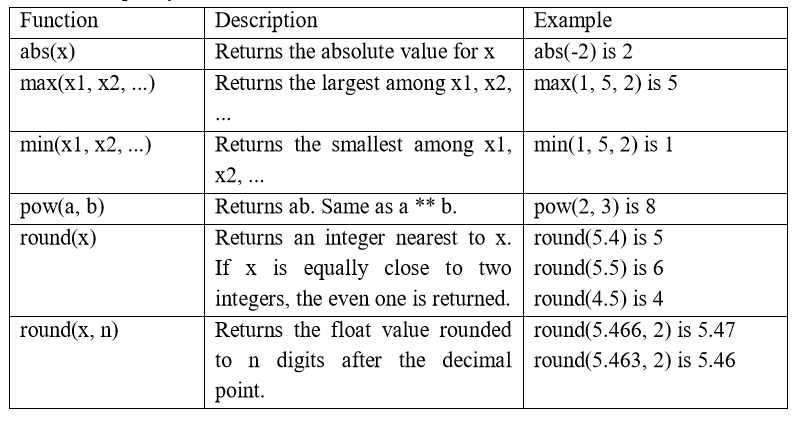 Function Description Example
abs(x) Returns the absolute value for x abs(-2) is 2
max(x1, x2, ...) Returns the largest among x1, x2, max(1, 5, 2) is 5
...
min(x1, x2, ...) Returns the smallest among x1, min(1, 5, 2) is 1
x2, ...
pow(a, b) Returns ab. Same as a ** b. pow(2, 3) is 8
round(x) Returns an integer nearest to x. round(5.4) is 5
If x is equally close to two round(5.5) is 6
integers, the even one is returned. round(4.5) is 4
round(x, n) Returns the float value rounded round(5.466, 2) is 5.47
to n digits after the decimal round(5.463, 2) is 5.46
point.